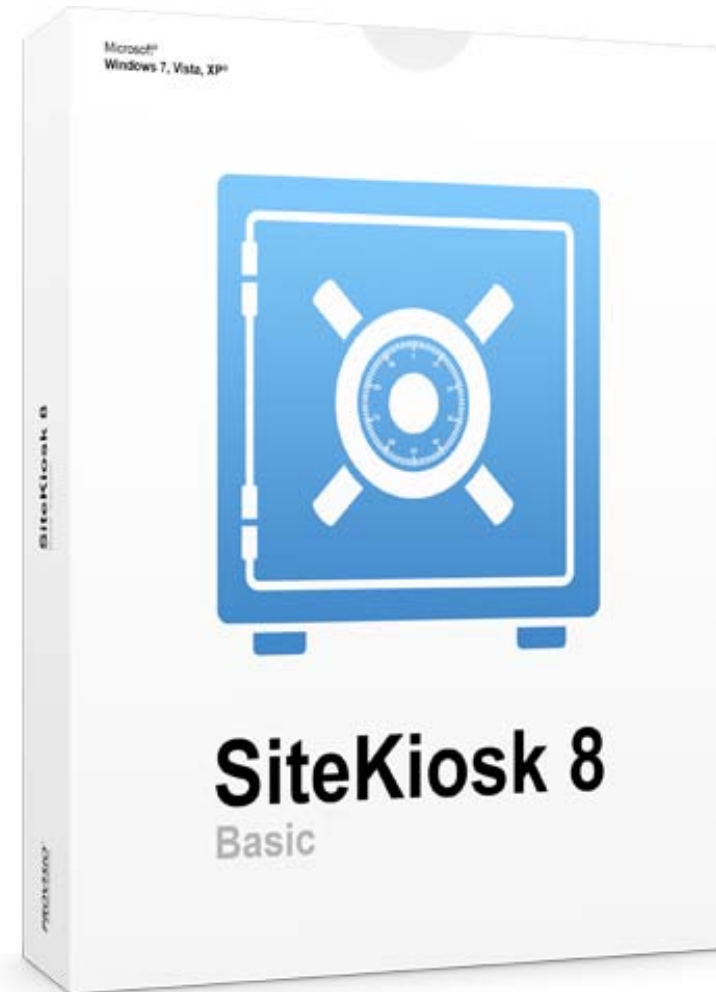 Microsoft®
Windows 7, Vista, XP®
SiteKiosk 8
Basic
SiteKiosk 8
PROVISIO